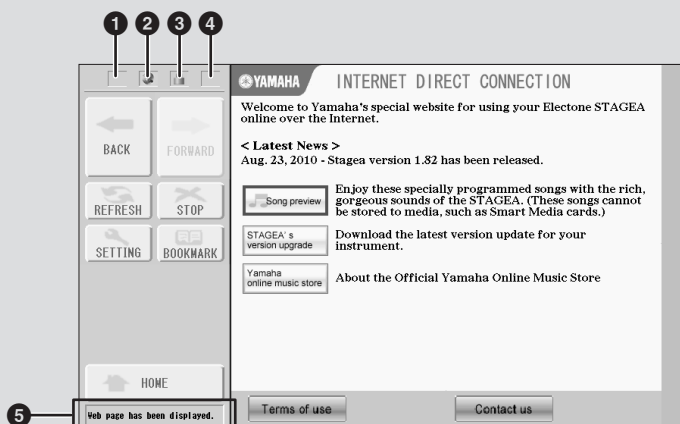 1 2 3 4
YAMAHA INTERNET DIRECT CONNECTION
Welcome to Yamaha's special website for using your Electone STAGEA
online over the Internet.
< Latest News >
Aug. 23, 2010 - Stagea version 1.82 has been released.
BACK FORWARD
REFRESH STOP
SETTING BOOKMARK
Song preview
Enjoy these specially programmed songs with the rich,
gorgeous sounds of the STAGEA. (These songs cannot
be stored to media, such as Smart Media cards.)
STAGEA's
version upgrade
Download the latest version update for your
instrument.
Yamaha
online music store
About the Official Yamaha Online Music Store
HOME
5
Web page has been displayed.
Terms of use Contact us